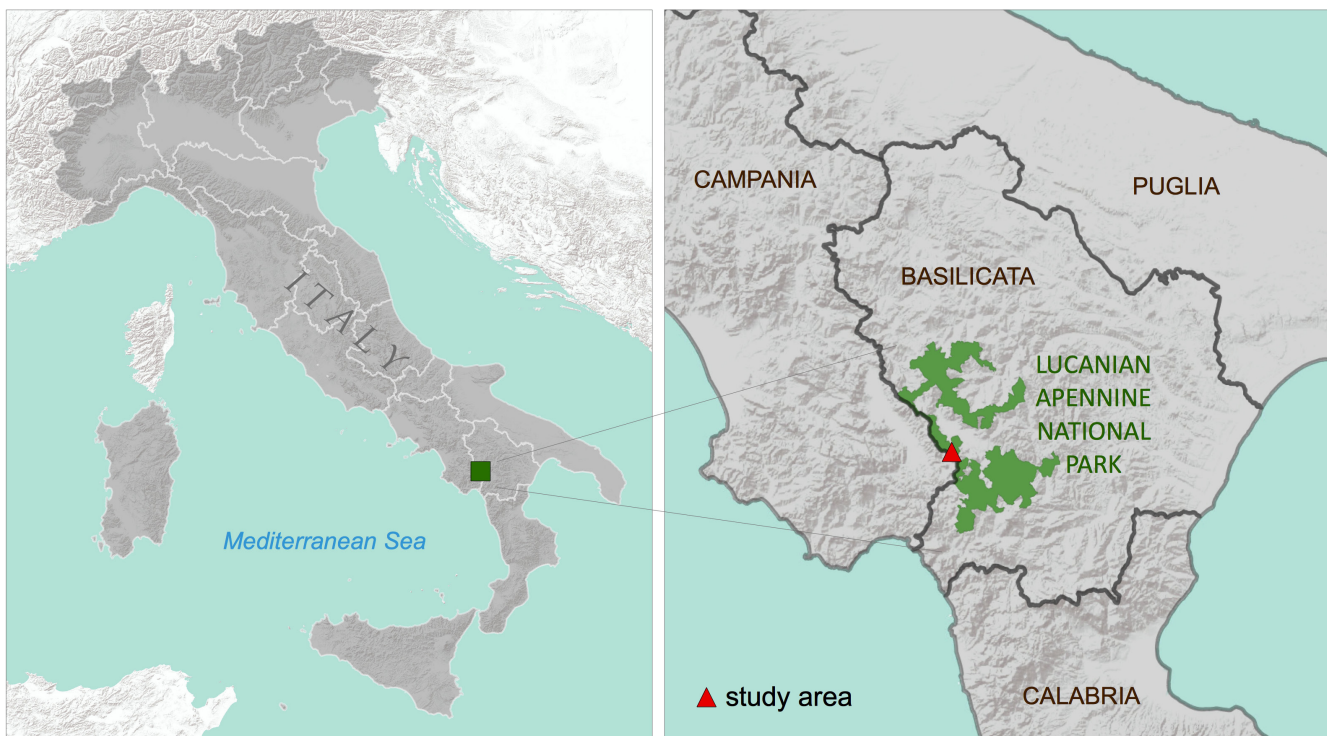 ITALY
Mediterranean Sea
CAMPANIA
PUGLIA
BASILICATA
LUCANIAN
APENNINE
NATIONAL
PARK
study area
CALABRIA